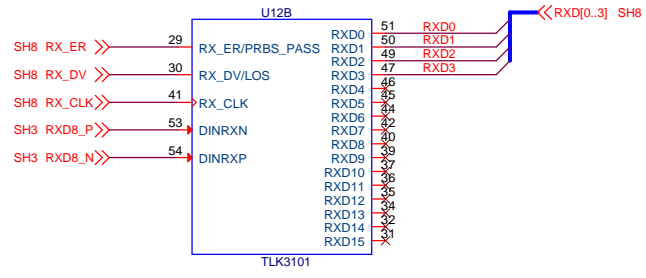 U12B
RXD[0..3] SH8
RXD0 51 RXD0
SH8 RX_ER 29 RX_ER/PRBS_PASS RXD1 50 RXD1
RXD2 49 RXD2
SH8 RX_DV 30 RX_DV/LOS RXD3 47 RXD3
RXD4 46
SH8 RX_CLK 41 RX_CLK RXD5 45
RXD6 44
SH3 RXD8_P 53 DINRXN RXD7 42
RXD8 40
SH3 RXD8_N 54 DINRXP RXD9 39
RXD10 37
RXD11 36
RXD12 35
RXD13 34
RXD14 32
RXD15 31
TLK3101